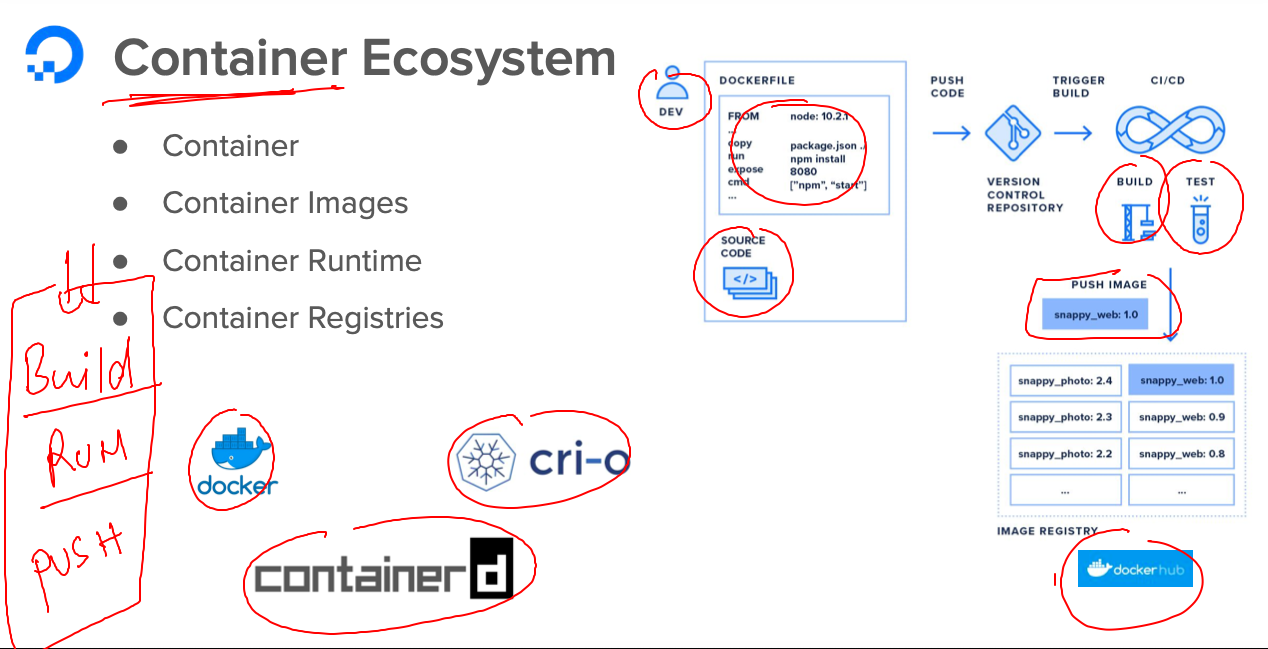 Container Ecosystem
Container
Container Images
Container Runtime
Container Registries
Build
RUN
PUSH
docker
cri-o
containerd
DEV
DOCKERFILE
FROM node: 10.2.1
...
copy package.json ./
run npm install
expose 8080
cmd ["npm", “start”]
...
SOURCE
CODE
</>
PUSH
CODE
VERSION
CONTROL
REPOSITORY
TRIGGER
BUILD
CI/CD
BUILD
TEST
PUSH IMAGE
snappy_web: 1.0
snappy_photo: 2.4 snappy_web: 1.0
snappy_photo: 2.3 snappy_web: 0.9
snappy_photo: 2.2 snappy_web: 0.8
... ...
IMAGE REGISTRY
dockerhub